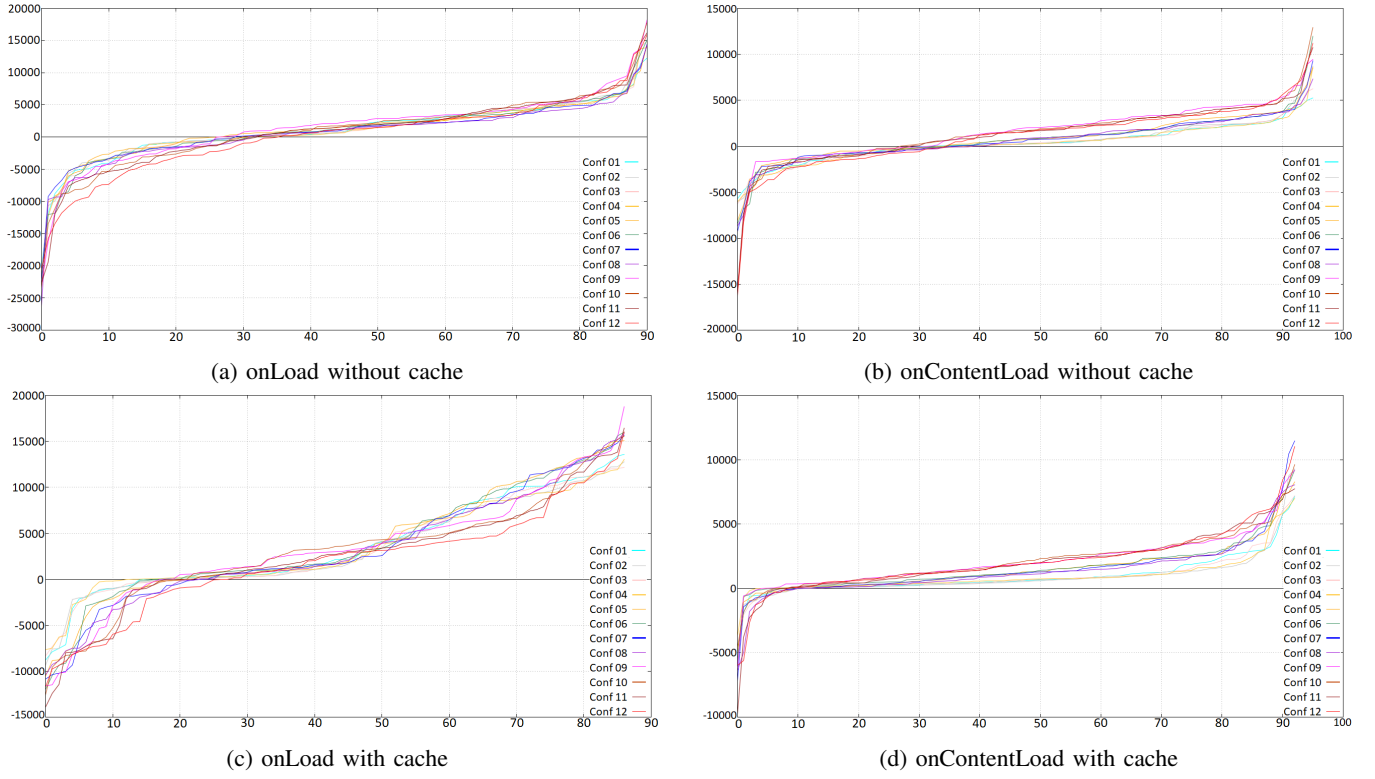 20000
15000
10000
5000
0
-5000
-10000
-15000
-20000
-25000
-30000
0 10 20 30 40 50 60 70 80 90
Conf 01
Conf 02
Conf 03
Conf 04
Conf 05
Conf 06
Conf 07
Conf 08
Conf 09
Conf 10
Conf 11
Conf 12
(a) onLoad without cache
15000
10000
5000
0
-5000
-10000
-15000
-20000
0 10 20 30 40 50 60 70 80 90 100
Conf 01
Conf 02
Conf 03
Conf 04
Conf 05
Conf 06
Conf 07
Conf 08
Conf 09
Conf 10
Conf 11
Conf 12
(b) onContentLoad without cache
20000
15000
10000
5000
0
-5000
-10000
-15000
0 10 20 30 40 50 60 70 80 90
Conf 01
Conf 02
Conf 03
Conf 04
Conf 05
Conf 06
Conf 07
Conf 08
Conf 09
Conf 10
Conf 11
Conf 12
(c) onLoad with cache
15000
10000
5000
0
-5000
-10000
0 10 20 30 40 50 60 70 80 90 100
Conf 01
Conf 02
Conf 03
Conf 04
Conf 05
Conf 06
Conf 07
Conf 08
Conf 09
Conf 10
Conf 11
Conf 12
(d) onContentLoad with cache